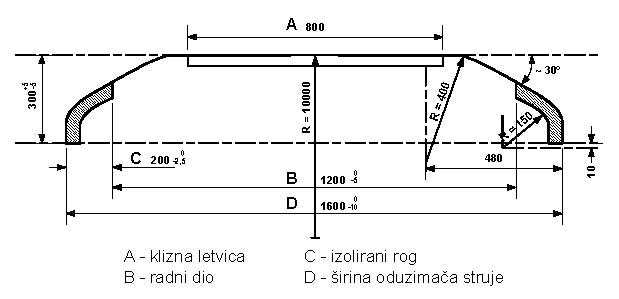 A 800
~ 30°
300 +5 -5
R = 10000
R = 400
R = 150
C 200 0 -2,5
480
10
B 1200 0 -5
D 1600 0 -10
A - klizna letvica C - izolirani rog
B - radni dio D - širina oduzimača struje